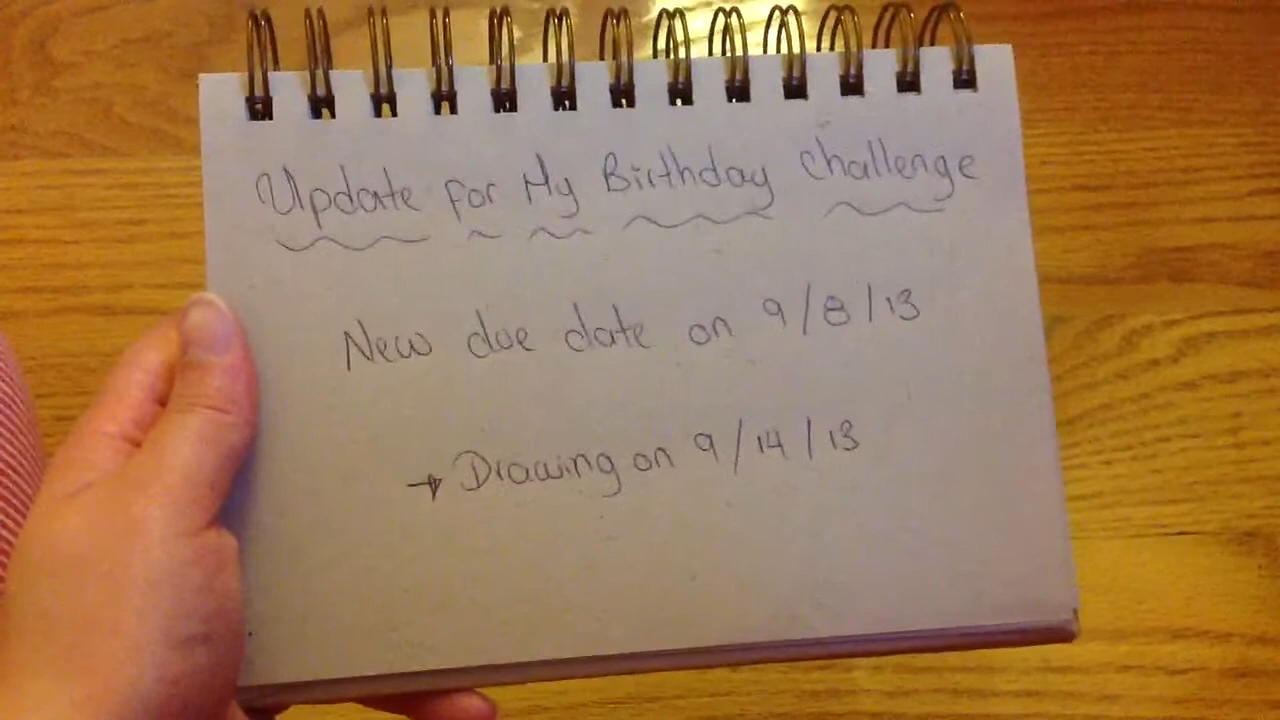 Update for My Birthday Challenge
New due date on 9/8/13
→ Drawing on 9/14/13